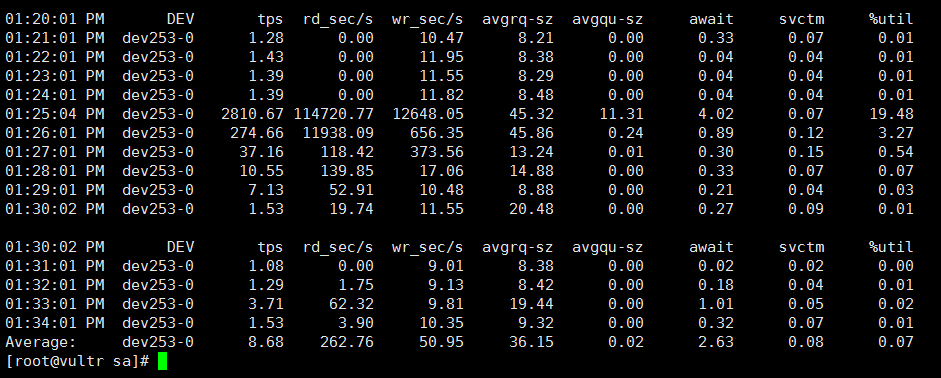 01:20:01 PM       DEV       tps  rd_sec/s  wr_sec/s  avgrq-sz  avgqu-sz     await     svctm     %util
01:21:01 PM  dev253-0      1.28      0.00     10.47      8.21      0.00      0.33      0.07      0.01
01:22:01 PM  dev253-0      1.43      0.00     11.95      8.38      0.00      0.04      0.04      0.01
01:23:01 PM  dev253-0      1.39      0.00     11.55      8.29      0.00      0.04      0.04      0.01
01:24:01 PM  dev253-0      1.39      0.00     11.82      8.48      0.00      0.04      0.04      0.01
01:25:04 PM  dev253-0   2810.67 114720.77  12648.05     45.32     11.31      4.02      0.07     19.48
01:26:01 PM  dev253-0    274.66  11938.09    656.35     45.86      0.24      0.89      0.12      3.27
01:27:01 PM  dev253-0     37.16    118.42    373.56     13.24      0.01      0.30      0.15      0.54
01:28:01 PM  dev253-0     10.55    139.85     17.06     14.88      0.00      0.33      0.07      0.07
01:29:01 PM  dev253-0      7.13     52.91     10.48      8.88      0.00      0.21      0.04      0.03
01:30:02 PM  dev253-0      1.53     19.74     11.55     20.48      0.00      0.27      0.09      0.01
01:30:02 PM       DEV       tps  rd_sec/s  wr_sec/s  avgrq-sz  avgqu-sz     await     svctm     %util
01:31:01 PM  dev253-0      1.08      0.00      9.01      8.38      0.00      0.02      0.02      0.00
01:32:01 PM  dev253-0      1.29      1.75      9.13      8.42      0.00      0.18      0.04      0.01
01:33:01 PM  dev253-0      3.71     62.32      9.81     19.44      0.00      1.01      0.05      0.02
01:34:01 PM  dev253-0      1.53      3.90     10.35      9.32      0.00      0.32      0.07      0.01
Average:     dev253-0      8.68    262.76     50.95     36.15      0.02      2.63      0.08      0.07
[root@vultr sa]#